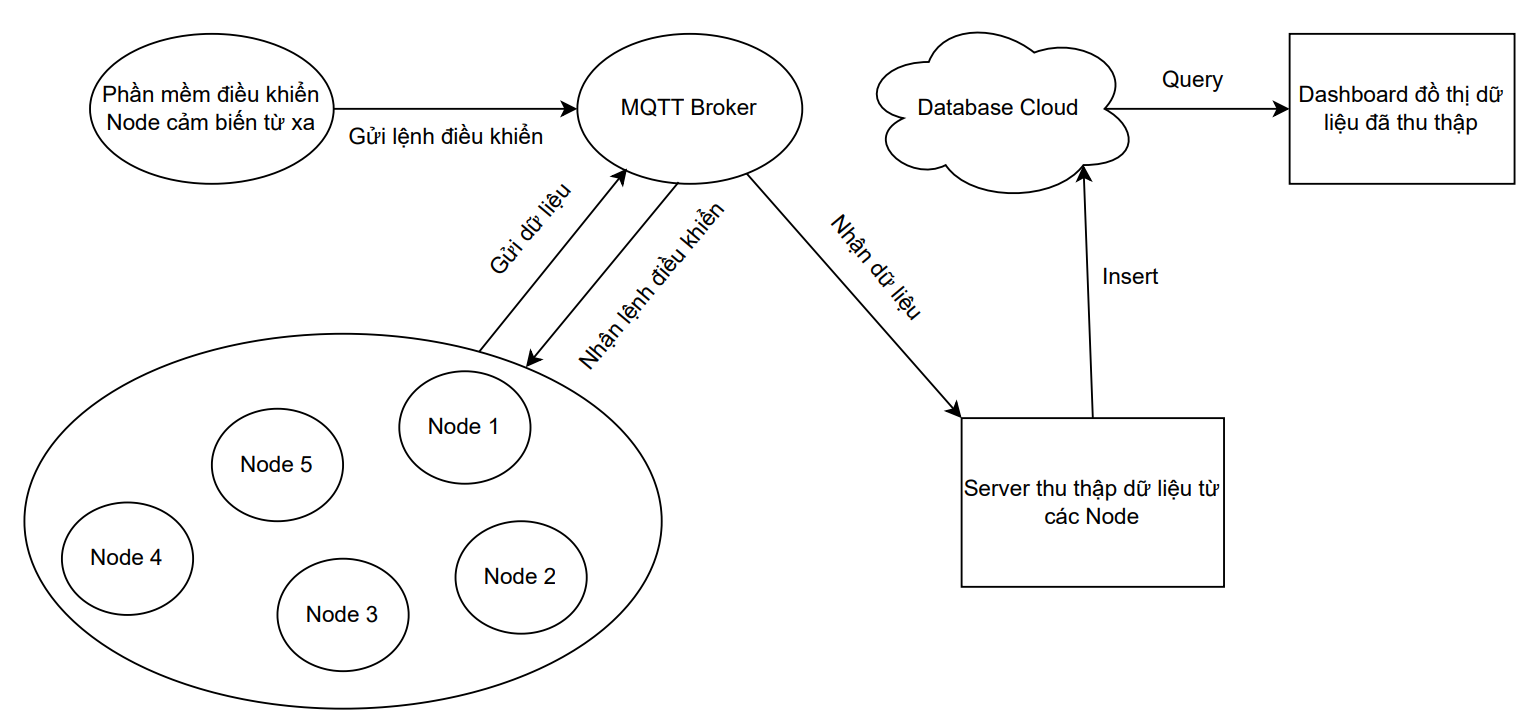 Phần mềm điều khiển
Node cảm biến từ xa
Gửi lệnh điều khiển
MQTT Broker
Database Cloud
Query
Dashboard đồ thị dữ
liệu đã thu thập
Gửi dữ liệu
Nhận lệnh điều khiển
Nhận dữ liệu
Insert
Node 1
Node 5
Node 4
Node 3
Node 2
Server thu thập dữ liệu từ
các Node